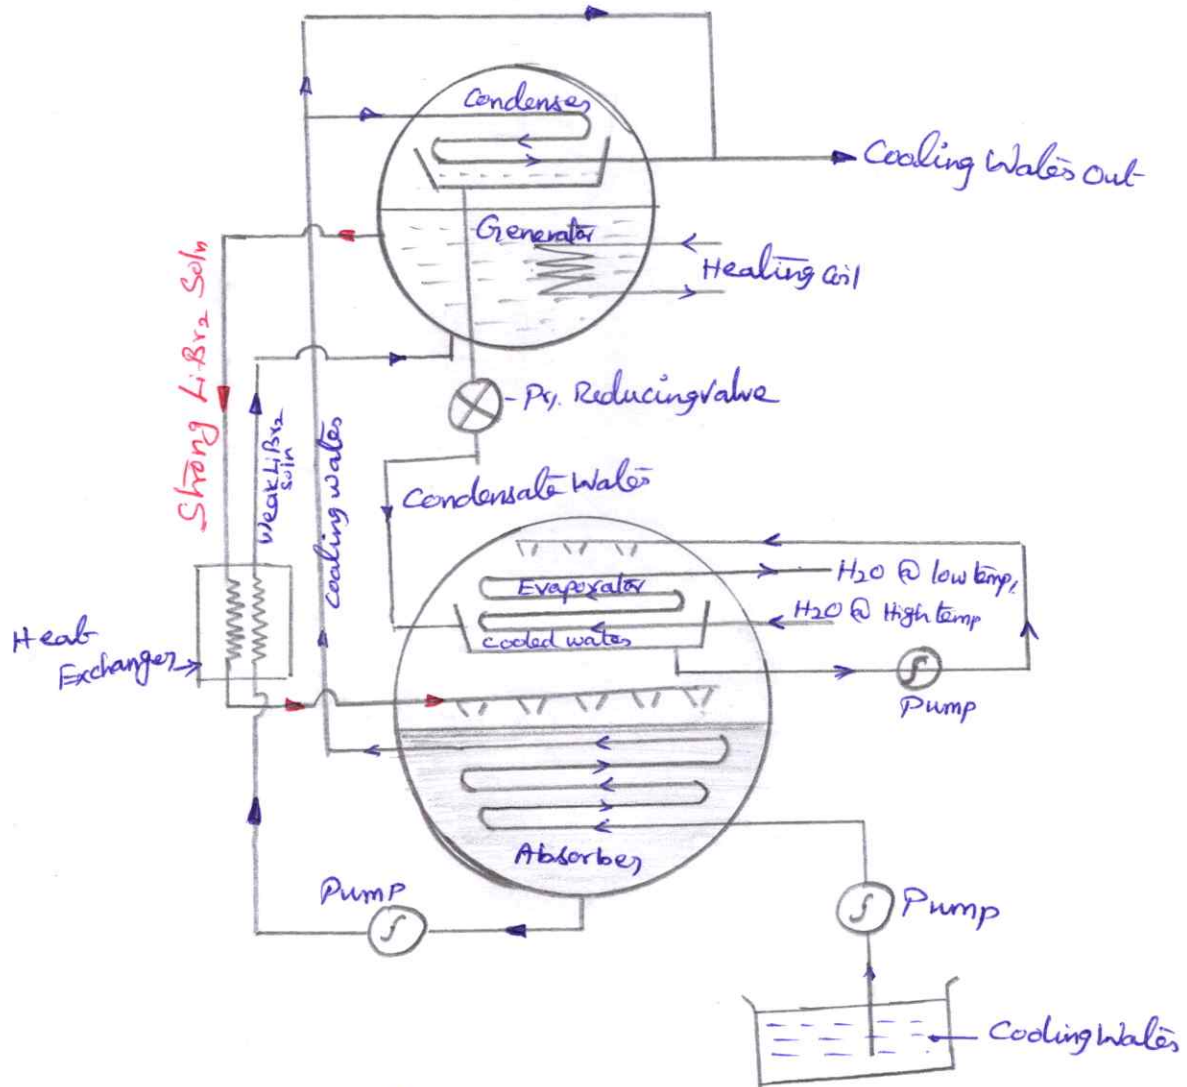 Condenser
Cooling Water Out
Generator
Heating Coil
Strong LiBr2 Soln
Weak LiBr2
soln
Cooling water
Pr. Reducing valve
Condensate Water
Evaporator
H2O @ low temp.
H2O @ High temp
Cooled water
Heat
Exchanger
Pump
Absorber
Pump
Pump
Cooling Water